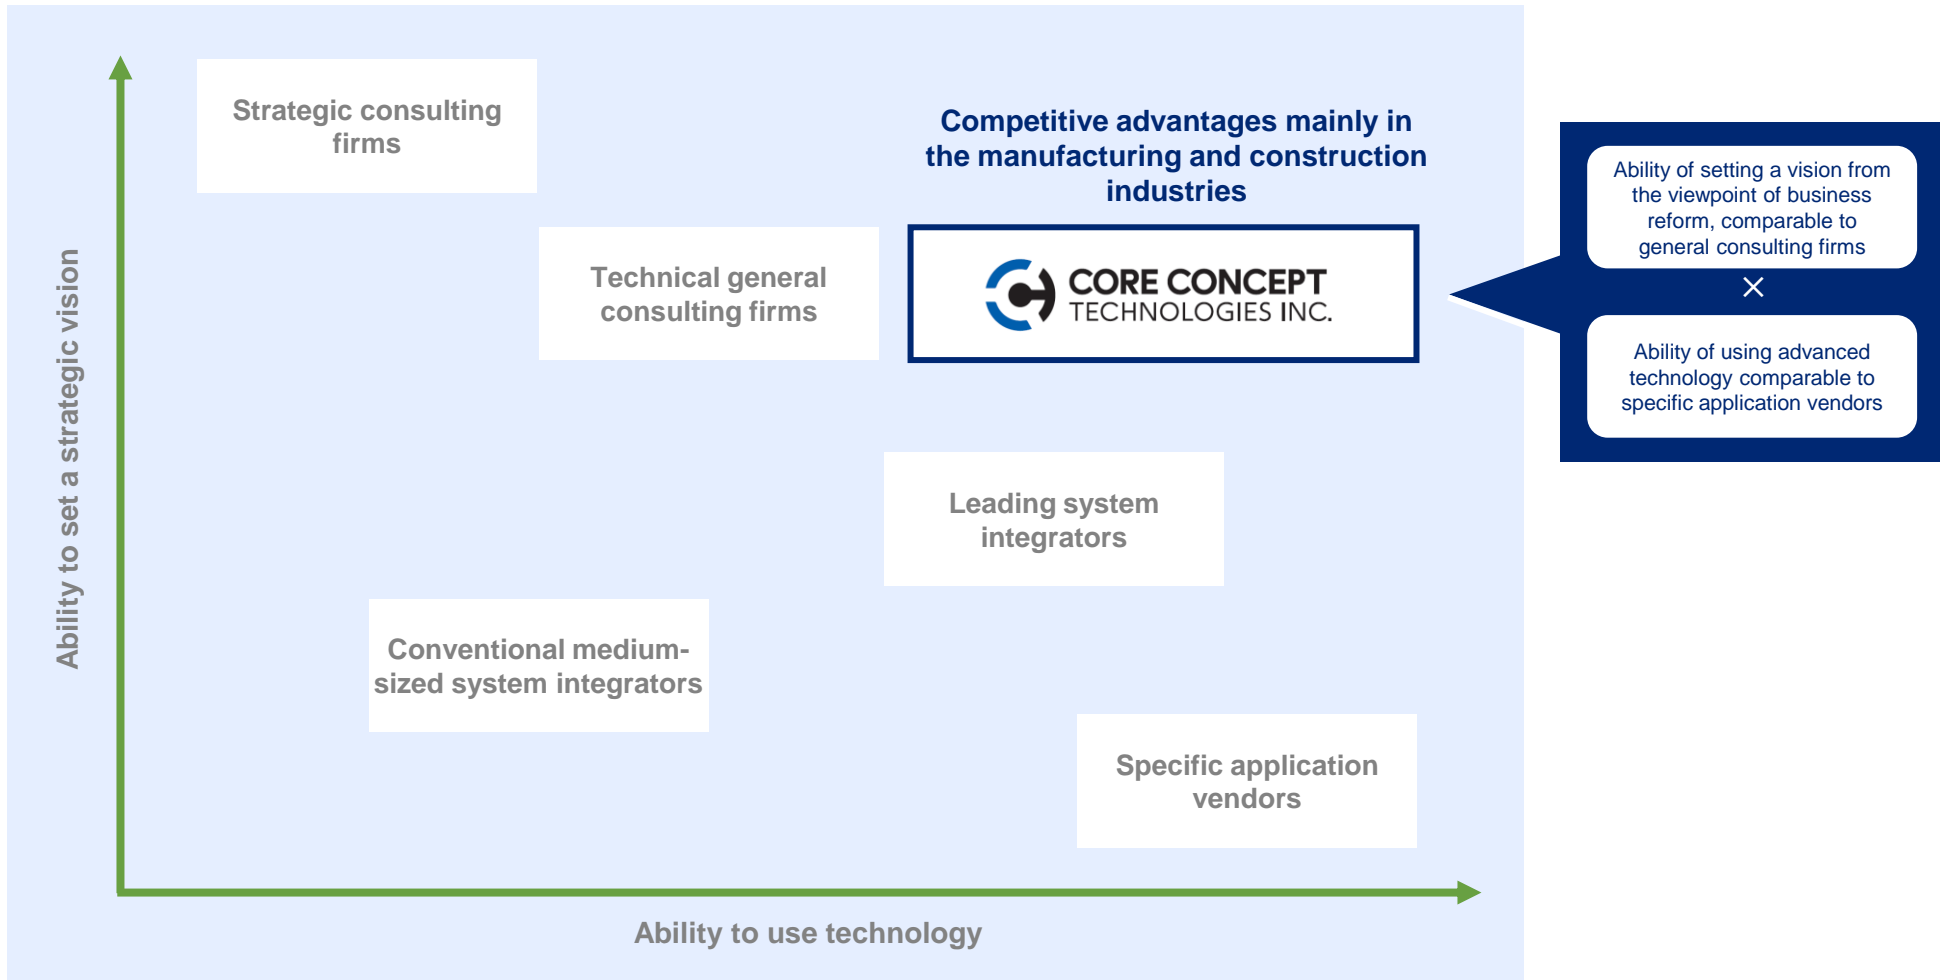 Strategic consulting
firms
Competitive advantages mainly in
the manufacturing and construction
industries
Technical general
consulting firms
CORE CONCEPT
TECHNOLOGIES INC.
Ability of setting a vision from
the viewpoint of business
reform, comparable to
general consulting firms
×
Ability of using advanced
technology comparable to
specific application vendors
Ability to set a strategic vision
Leading system
integrators
Conventional medium-
sized system integrators
Specific application
vendors
Ability to use technology